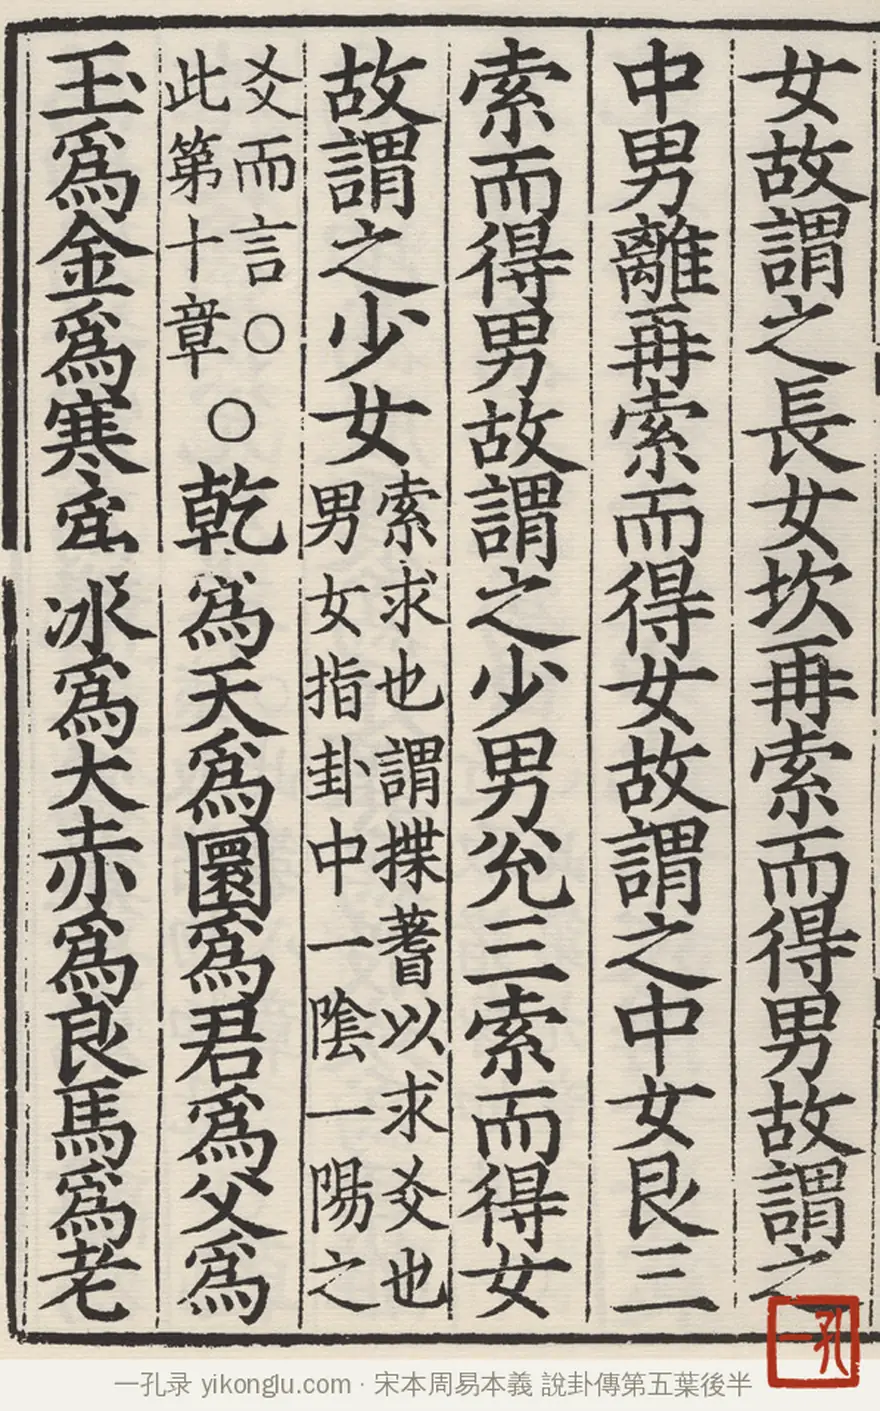 女故謂之長女坎再索而得男故謂之
中男離再索而得女故謂之中女艮三
索而得男故謂之少男兊三索而得女
故謂之少女
索求也謂揲蓍以求爻也
男女指卦中一隂一陽之
爻而言○
此第十章
○乾爲天爲圜爲君爲父爲
玉爲金爲寒冰爲大赤爲良馬爲老
一孔
一孔录 yikonglu.com · 宋本周易本義 說卦傳第五葉後半